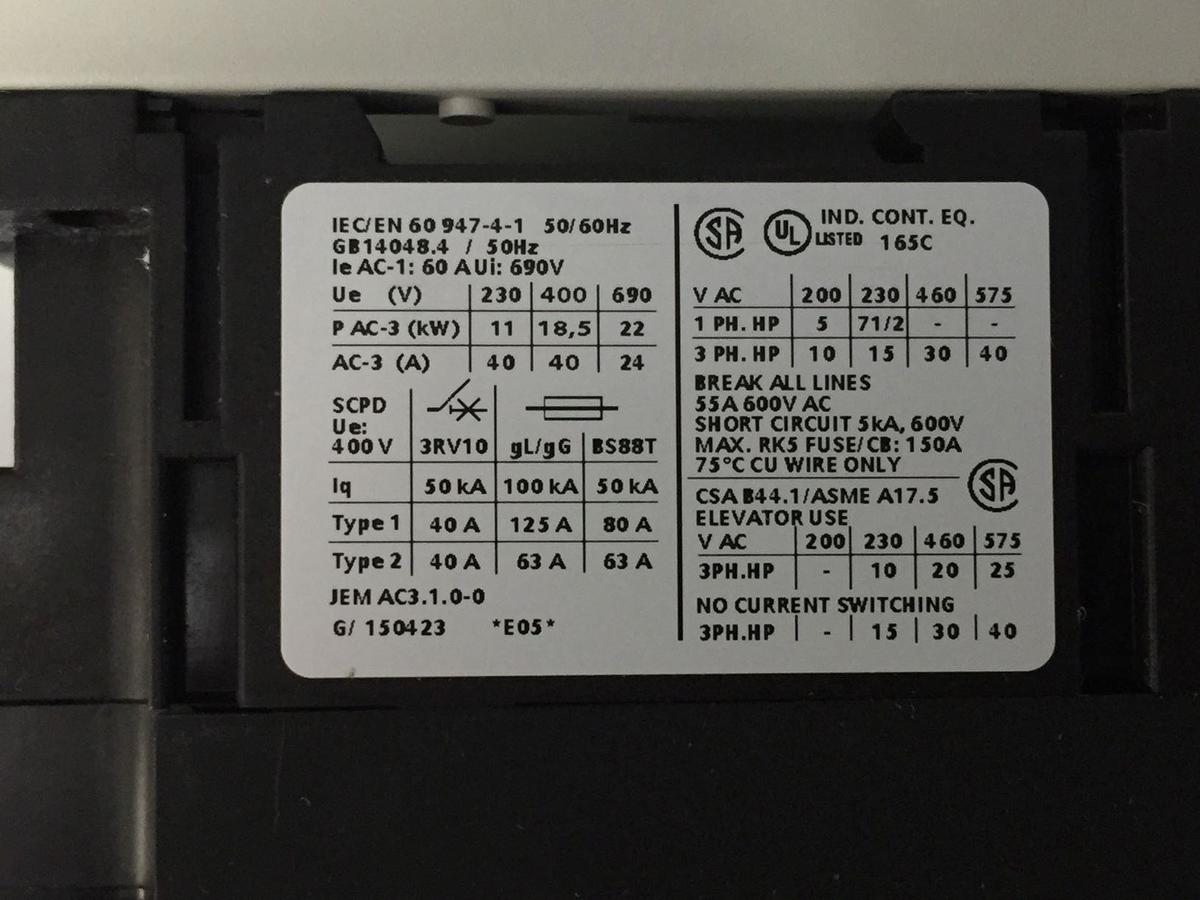 IEC/EN 60 947-4-1 50/60Hz
GB14048.4 / 50Hz
Ie AC-1: 60 A Ui: 690V
Ue (V) 230 400 690
P AC-3 (kW) 11 18,5 22
AC-3 (A) 40 40 24
SCPD
Ue:
400 V 3RV10 gL/gG BS88T
Iq 50 kA 100 kA 50 kA
Type 1 40 A 125 A 80 A
Type 2 40 A 63 A 63 A
JEM AC3.1.0-0
G/ 150423 *E05*
SA UL IND. CONT. EQ.
LISTED 165C
V AC 200 230 460 575
1 PH. HP 5 71/2 - -
3 PH. HP 10 15 30 40
BREAK ALL LINES
55A 600V AC
SHORT CIRCUIT 5kA, 600V
MAX. RK5 FUSE/CB: 150A
75°C CU WIRE ONLY
SA
CSA B44.1/ASME A17.5
ELEVATOR USE
V AC 200 230 460 575
3PH.HP - 10 20 25
NO CURRENT SWITCHING
3PH.HP - 15 30 40